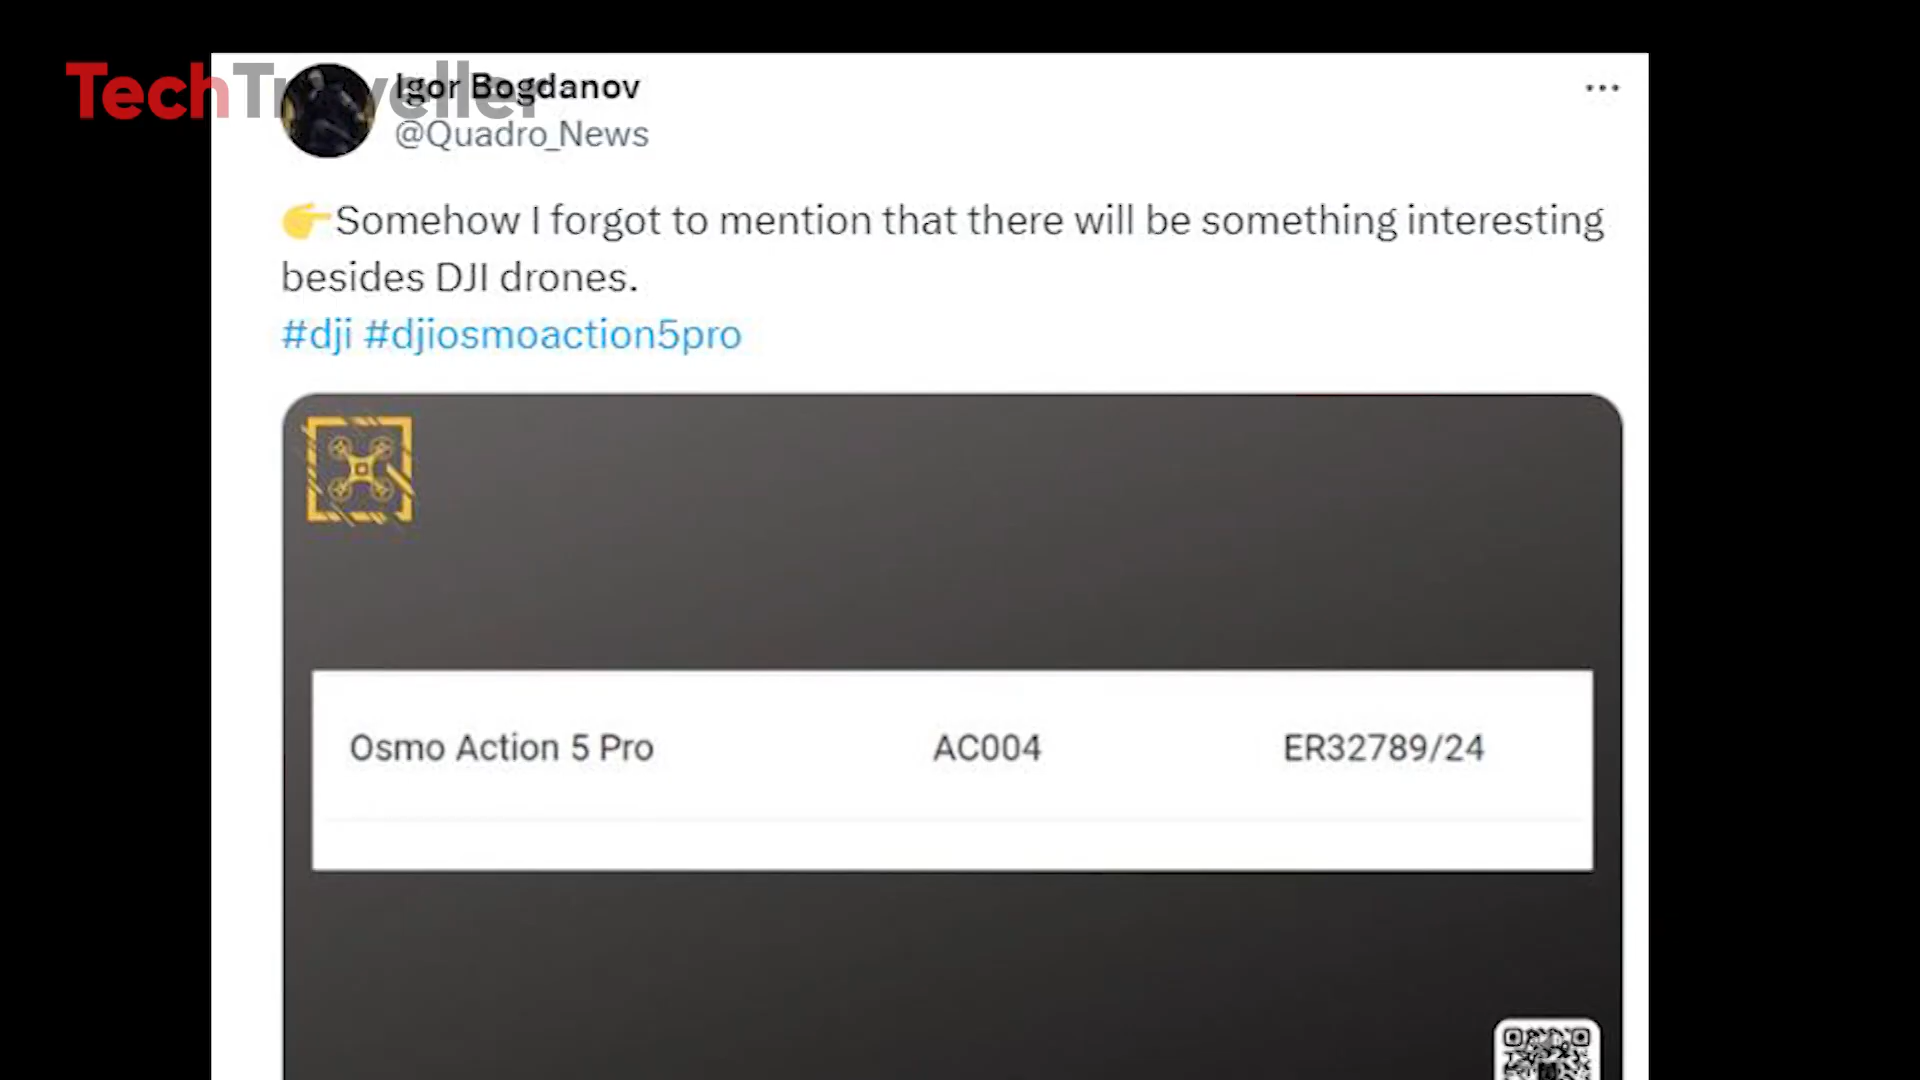 TechTraveller
Igor Bogdanov
@Quadro_News
👉Somehow I forgot to mention that there will be something interesting
besides DJI drones.
#dji #djiosmoaction5pro
Osmo Action 5 Pro AC004 ER32789/24